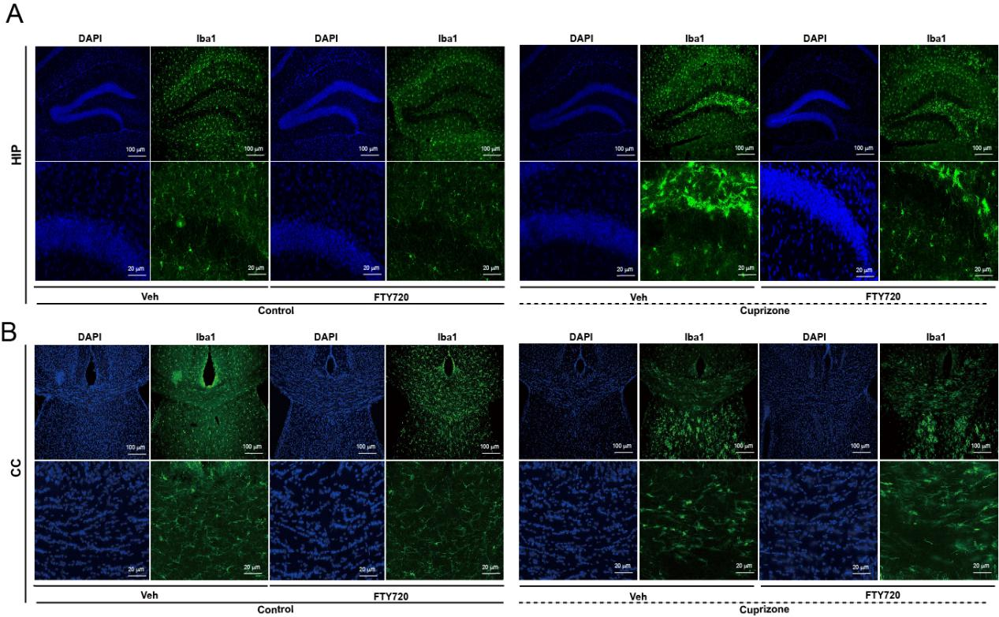 A
DAPI Iba1 DAPI Iba1 DAPI Iba1 DAPI Iba1
HIP
100 µm 100 µm 100 µm 100 µm 100 µm 100 µm 100 µm 100 µm
20 µm 20 µm 20 µm 20 µm 20 µm 20 µm 20 µm 20 µm
Veh FTY720 Veh FTY720
Control Cuprizone
B
DAPI Iba1 DAPI Iba1 DAPI Iba1 DAPI Iba1
CC
100 µm 100 µm 100 µm 100 µm 100 µm 100 µm 100 µm 100 µm
20 µm 20 µm 20 µm 20 µm 20 µm 20 µm 20 µm 20 µm
Veh FTY720 Veh FTY720
Control Cuprizone